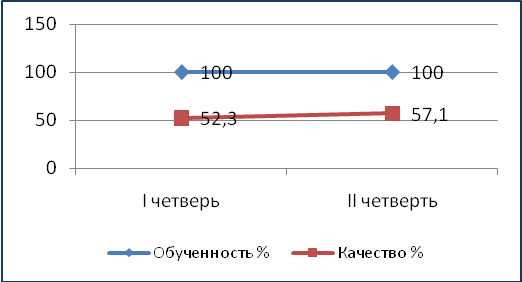 150
100
100
100
50
52,3
57,1
0
I четверь
II четверть
Обученность %
Качество %